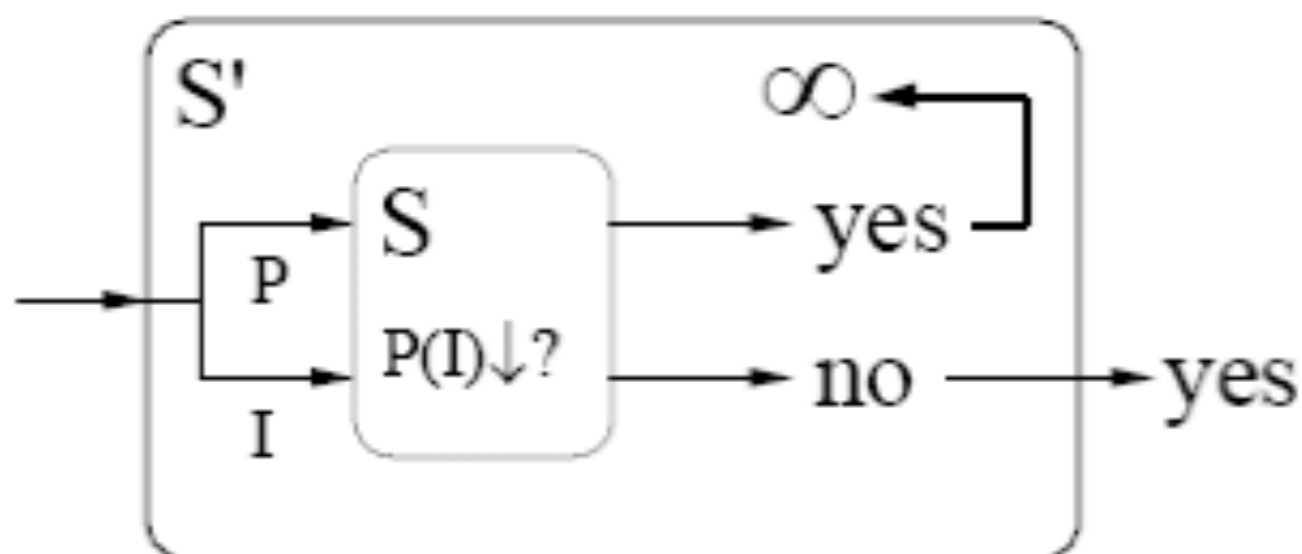 S'
∞
S
yes
P
P(I)↓?
no
yes
I